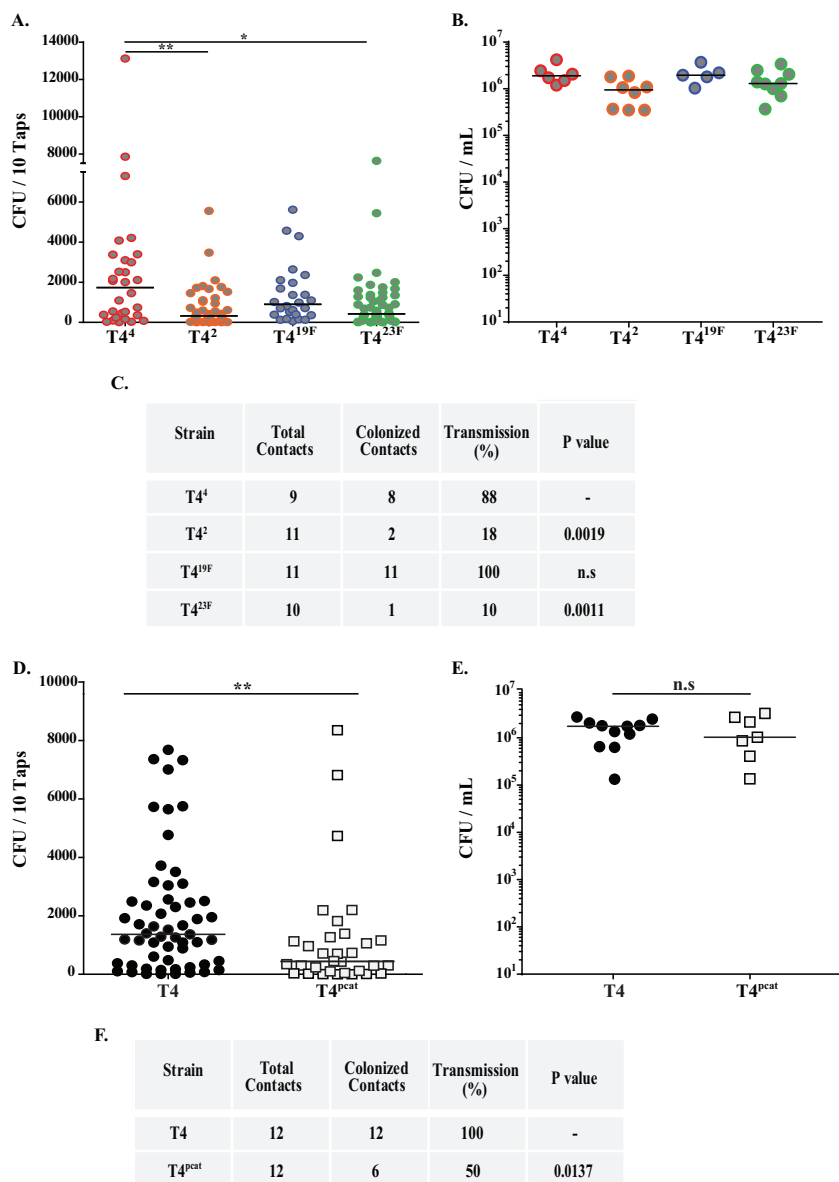 A.
*
**
14000
12000
10000
8000
6000
4000
2000
0
CFU / 10 Taps
T4⁴ T4² T4¹⁹F T4²³F
B.
10⁷
10⁶
10⁵
10⁴
10³
10²
10¹
CFU / mL
T4⁴ T4² T4¹⁹F T4²³F
C.
Strain Total Contacts Colonized Contacts Transmission (%) P value
T4⁴ 9 8 88 -
T4² 11 2 18 0.0019
T4¹⁹F 11 11 100 n.s
T4²³F 10 1 10 0.0011
D.
**
10000
8000
6000
4000
2000
0
CFU / 10 Taps
T4 T4pcat
E.
n.s
10⁷
10⁶
10⁵
10⁴
10³
10²
10¹
CFU / mL
T4 T4pcat
F.
Strain Total Contacts Colonized Contacts Transmission (%) P value
T4 12 12 100 -
T4pcat 12 6 50 0.0137